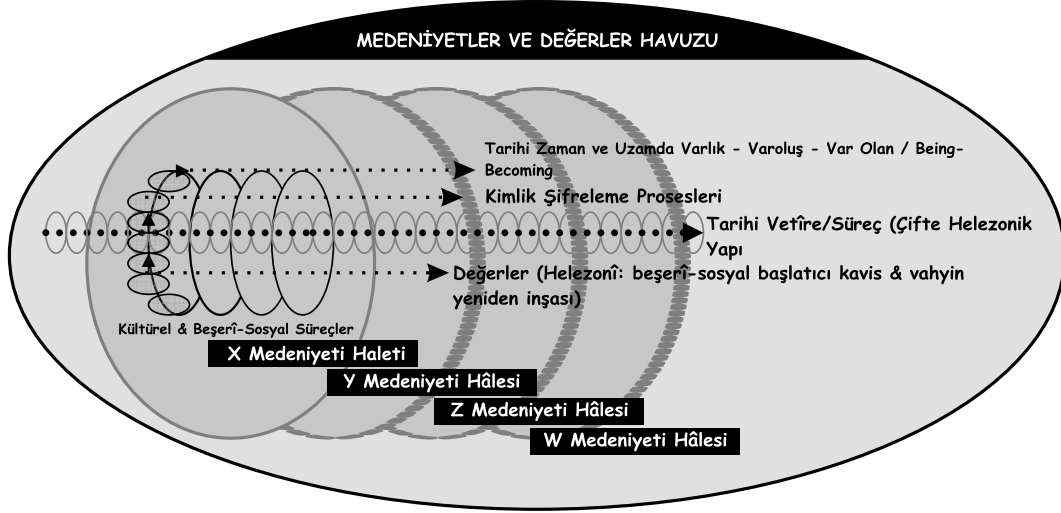 MEDENİYETLER VE DEĞERLER HAVUZU
Tarihi Zaman ve Uzamda Varlık - Varoluş - Var Olan / Being-
Becoming
Kimlik Şifreleme Prosesleri
Tarihi Vetîre/Süreç (Çifte Helezonik
Yapı
Değerler (Helezonî: beşerî-sosyal başlatıcı kavis & vahyin
yeniden inşası)
Kültürel & Beşerî-Sosyal Süreçler
X Medeniyeti Haleti
Y Medeniyeti Hâlesi
Z Medeniyeti Hâlesi
W Medeniyeti Hâlesi